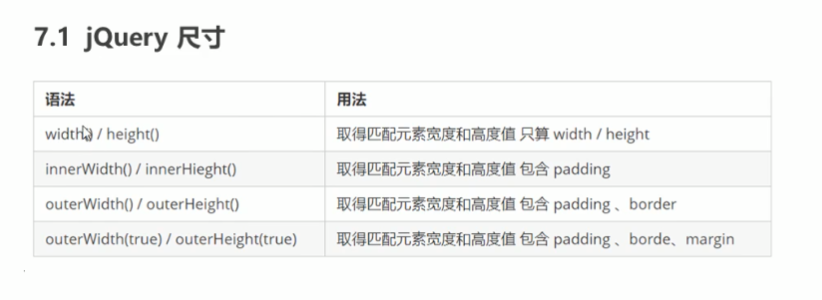 7.1 jQuery 尺寸
语法 用法
width() / height() 取得匹配元素宽度和高度值 只算 width / height
innerWidth() / innerHieght() 取得匹配元素宽度和高度值 包含 padding
outerWidth() / outerHeight() 取得匹配元素宽度和高度值 包含 padding 、border
outerWidth(true) / outerHeight(true) 取得匹配元素宽度和高度值 包含 padding 、borde、margin